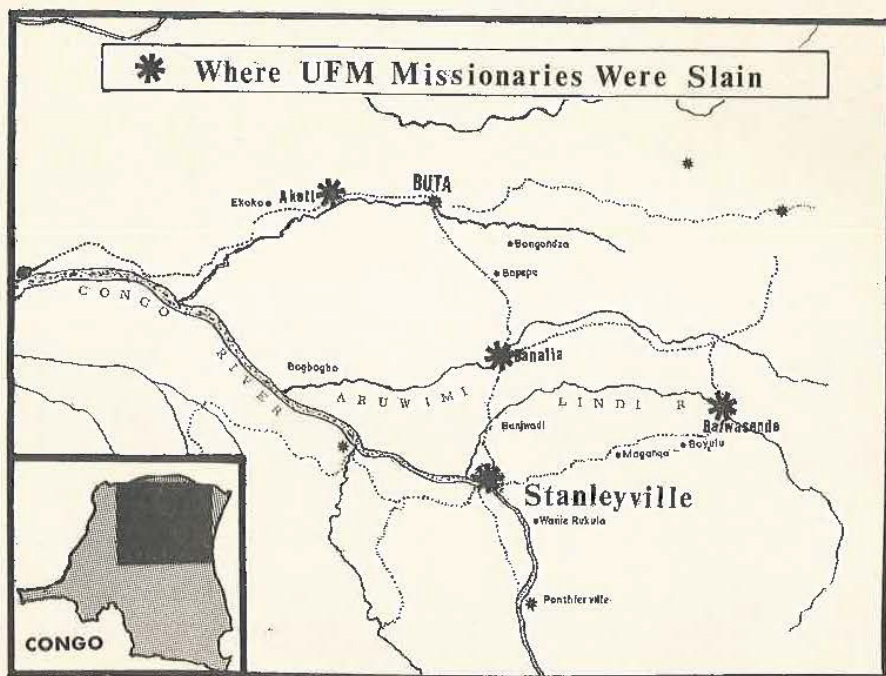 Where UFM Missionaries Were Slain
Ekoko
Aketi
BUTA
Bongondza
Bopepe
CONGO
RIVER
Bogbogbo
Banalia
ARUWIMI
LINDI R
Banjwadi
Bafwasende
Maganga
Boyulu
Stanleyville
Wanie Rukula
Ponthierville
CONGO